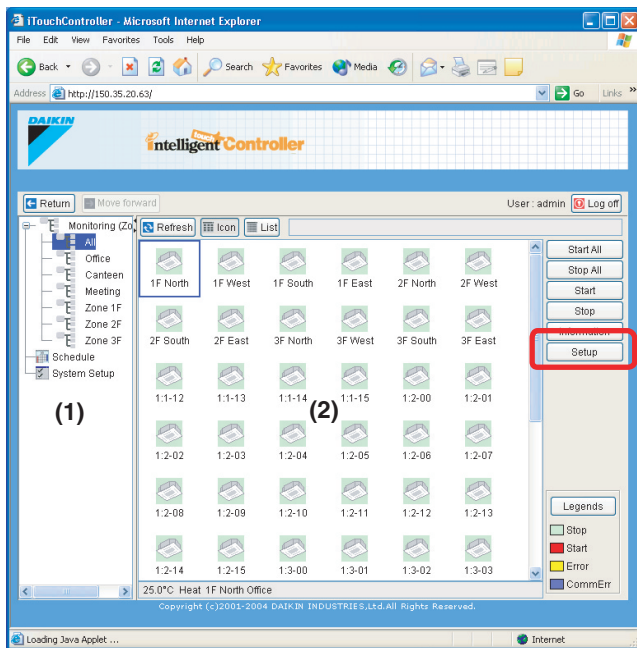 iTouchController - Microsoft Internet Explorer
File Edit View Favorites Tools Help
Back Search Favorites Media
Address http://150.35.20.63/ Go Links »
DAIKIN
intelligent Touch Controller
Return Move forward User : admin Log off
Monitoring (Zo
All
Office
Canteen
Meeting
Zone 1F
Zone 2F
Zone 3F
Schedule
System Setup
(1)
Refresh Icon List
1F North 1F West 1F South 1F East 2F North 2F West
2F South 2F East 3F North 3F West 3F South 3F East
1:1-12 1:1-13 1:1-14 1:1-15 1:2-00 1:2-01
(2)
1:2-02 1:2-03 1:2-04 1:2-05 1:2-06 1:2-07
1:2-08 1:2-09 1:2-10 1:2-11 1:2-12 1:2-13
1:2-14 1:2-15 1:3-00 1:3-01 1:3-02 1:3-03
25.0°C Heat 1F North Office
Start All
Stop All
Start
Stop
Information
Setup
Legends
Stop
Start
Error
CommErr
Copyright (c)2001-2004 DAIKIN INDUSTRIES,Ltd.All Rights Reserved.
Loading Java Applet ... Internet